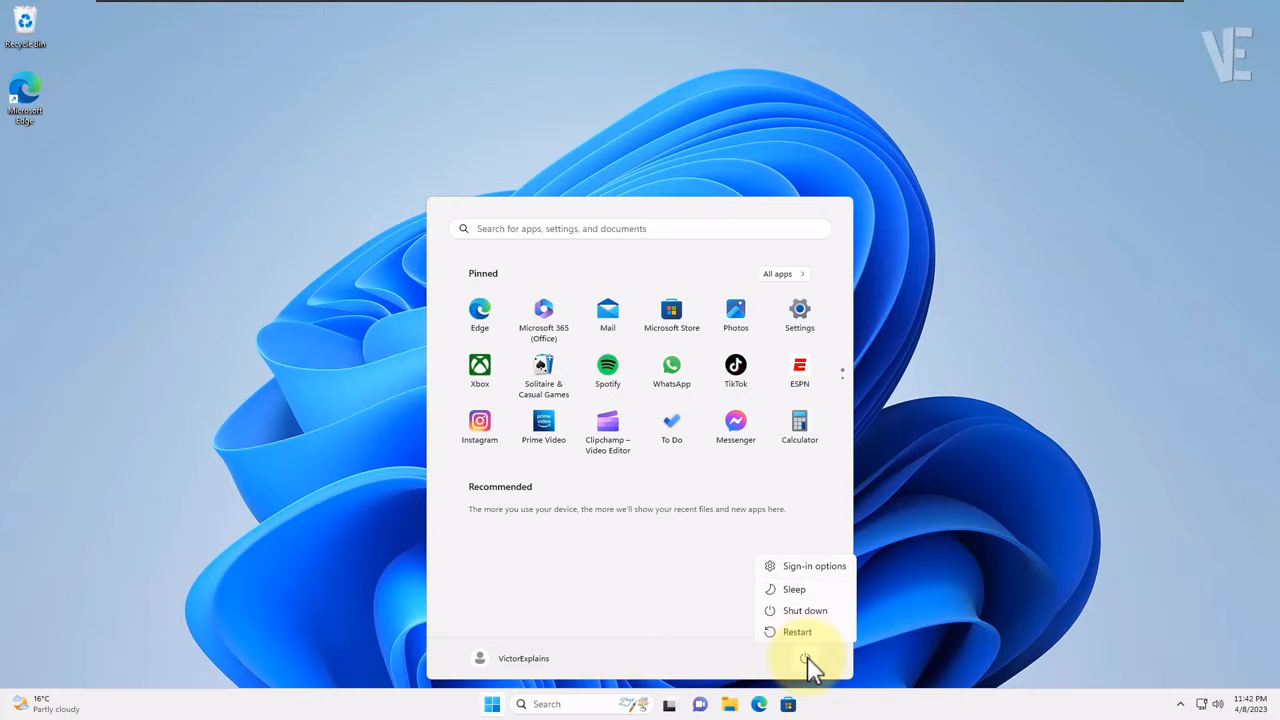 Recycle Bin
Microsoft
Edge
VE
Search for apps, settings, and documents
Pinned
All apps
Edge
Microsoft 365
(Office)
Mail
Microsoft Store
Photos
Settings
Xbox
Solitaire &
Casual Games
Spotify
WhatsApp
TikTok
ESPN
Instagram
prime
video
Prime Video
Clipchamp –
Video Editor
To Do
Messenger
Calculator
Recommended
The more you use your device, the more we'll show your recent files and new apps here.
Sign-in options
Sleep
Shut down
Restart
VictorExplains
16°C
Partly cloudy
Search
11:42 PM
4/8/2023